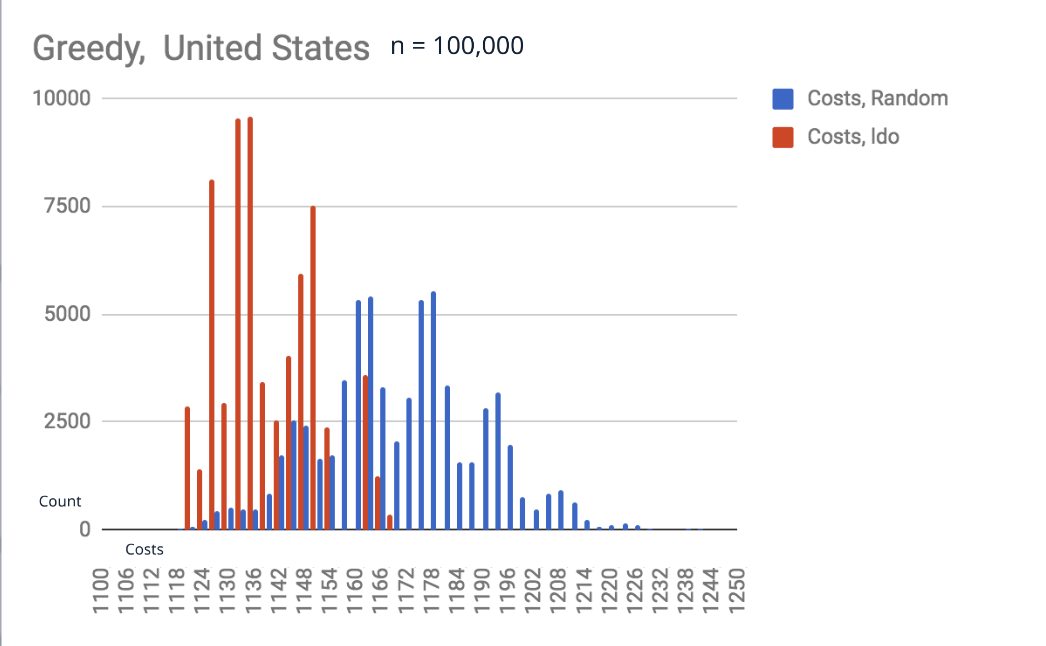 Greedy, United States n = 100,000
10000
7500
5000
2500
Count
0
Costs
1100 1106 1112 1118 1124 1130 1136 1142 1148 1154 1160 1166 1172 1178 1184 1190 1196 1202 1208 1214 1220 1226 1232 1238 1244 1250
Costs, Random
Costs, Ido